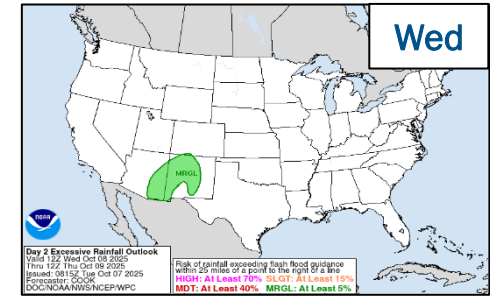 Wed
MRGL
NOAA
Day 2 Excessive Rainfall Outlook
Valid 12Z Wed Oct 08 2025
Thru 12Z Thu Oct 09 2025
Issued: 0815Z Tue Oct 07 2025
Forecaster: COOK
DOC/NOAA/NWS/NCEP/WPC
Risk of rainfall exceeding flash flood guidance
within 25 miles of a point to the right of a line
HIGH: At Least 70% SLGT: At Least 15%
MDT: At Least 40% MRGL: At Least 5%